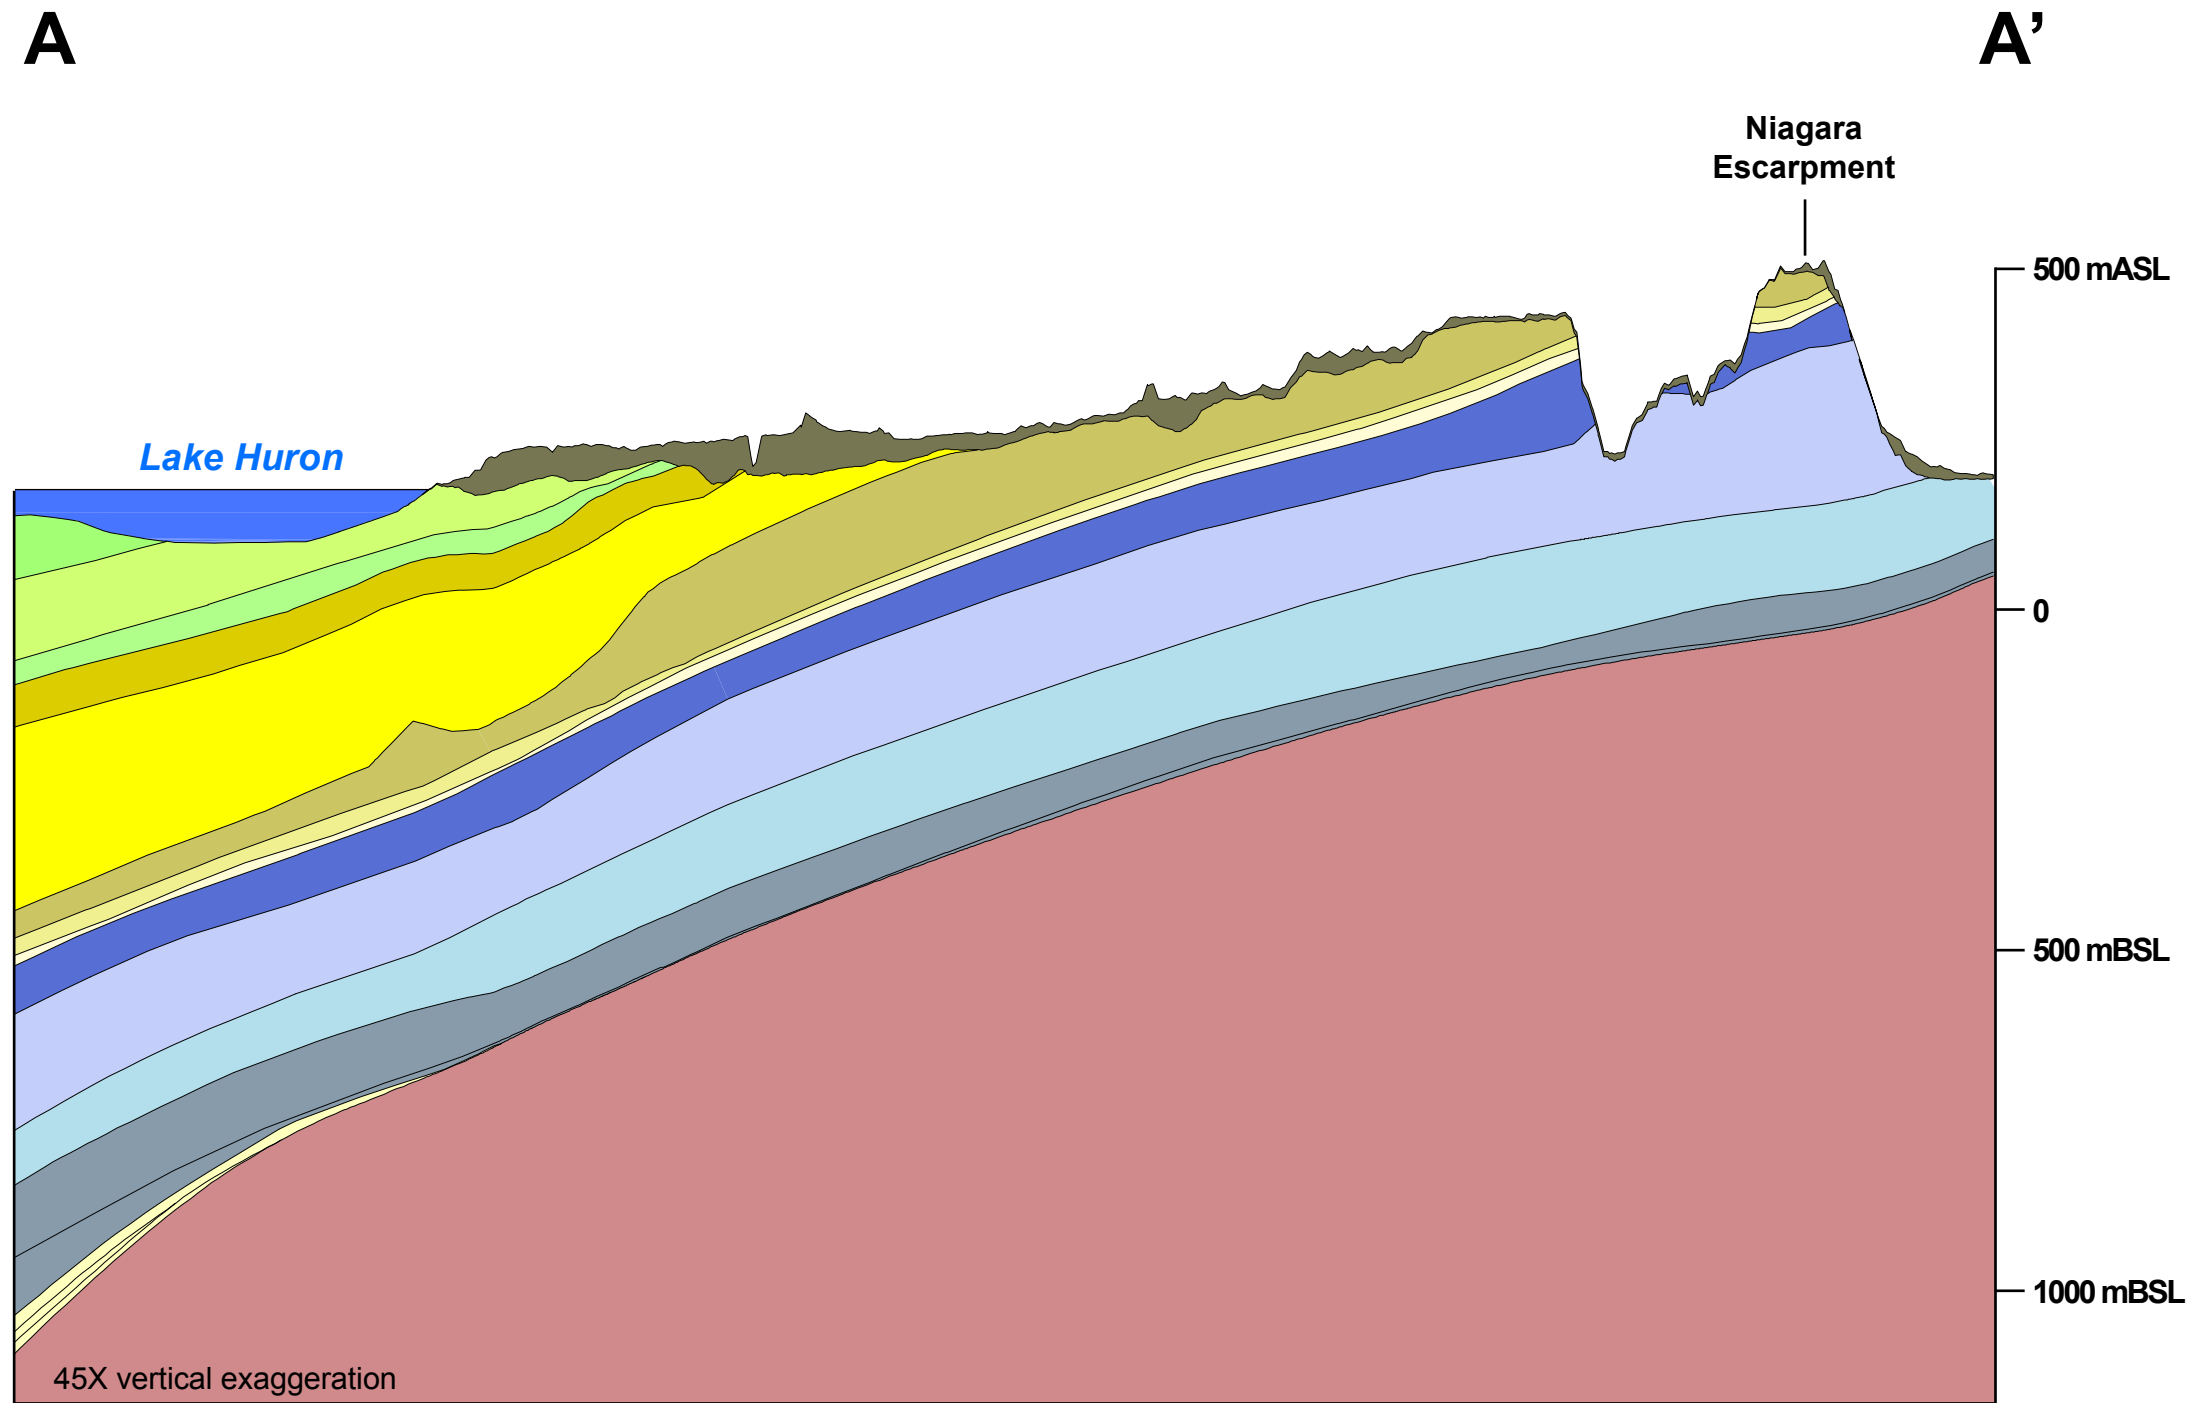 A
A’
Niagara
Escarpment
500 mASL
Lake Huron
0
500 mBSL
1000 mBSL
45X vertical exaggeration